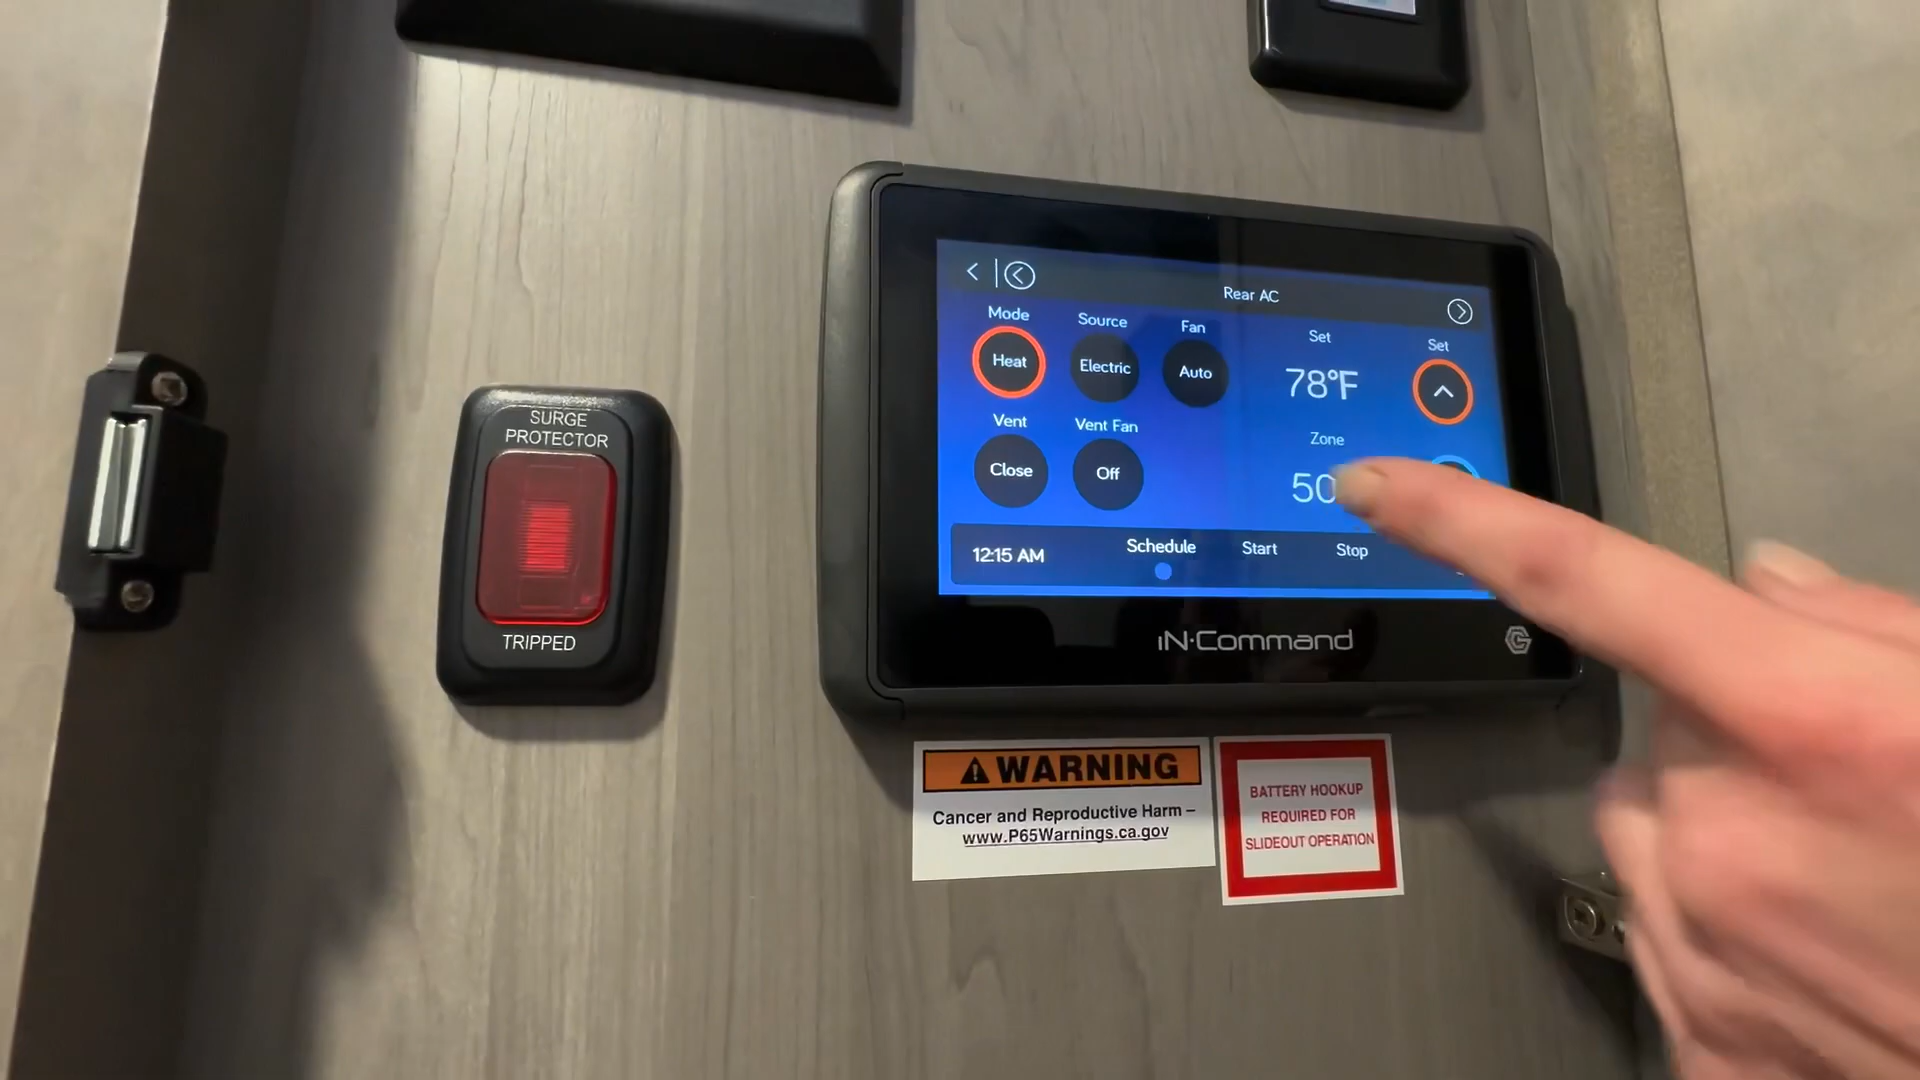 SURGE
PROTECTOR
TRIPPED
Rear AC
Mode
Source
Fan
Set
Set
Heat
Electric
Auto
78°F
Vent
Vent Fan
Zone
Close
Off
50
12:15 AM
Schedule
Start
Stop
iN·Command
WARNING
Cancer and Reproductive Harm –
www.P65Warnings.ca.gov
BATTERY HOOKUP
REQUIRED FOR
SLIDEOUT OPERATION